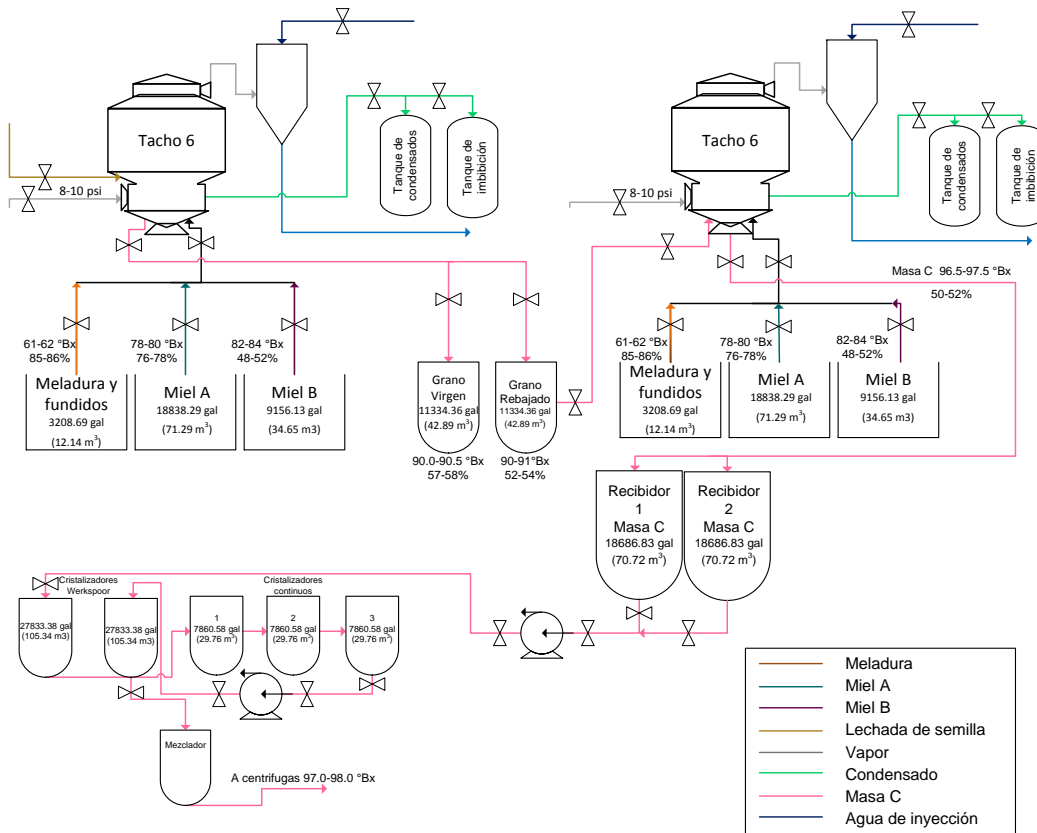 Tacho 6
8-10 psi
Tanque de
condensados
Tanque de
imbibición
61-62 °Bx
85-86%
78-80 °Bx
76-78%
82-84 °Bx
48-52%
Meladura y
fundidos
3208.69 gal
(12.14 m³)
Miel A
18838.29 gal
(71.29 m³)
Miel B
9156.13 gal
(34.65 m3)
Grano
Virgen
11334.36 gal
(42.89 m³)
90.0-90.5 °Bx
57-58%
Grano
Rebajado
11334.36 gal
(42.89 m³)
90-91°Bx
52-54%
Tacho 6
8-10 psi
Tanque de
condensados
Tanque de
imbibición
Masa C 96.5-97.5 °Bx
50-52%
61-62 °Bx
85-86%
78-80 °Bx
76-78%
82-84 °Bx
48-52%
Meladura y
fundidos
3208.69 gal
(12.14 m³)
Miel A
18838.29 gal
(71.29 m³)
Miel B
9156.13 gal
(34.65 m3)
Recibidor
1
Masa C
18686.83 gal
(70.72 m³)
Recibidor
2
Masa C
18686.83 gal
(70.72 m³)
Cristalizadores
Werkspoor
27833.38 gal
(105.34 m3)
27833.38 gal
(105.34 m3)
Cristalizadores
continuos
1
7860.58 gal
(29.76 m³)
2
7860.58 gal
(29.76 m³)
3
7860.58 gal
(29.76 m³)
Mezclador
A centrifugas 97.0-98.0 °Bx
Meladura
Miel A
Miel B
Lechada de semilla
Vapor
Condensado
Masa C
Agua de inyección